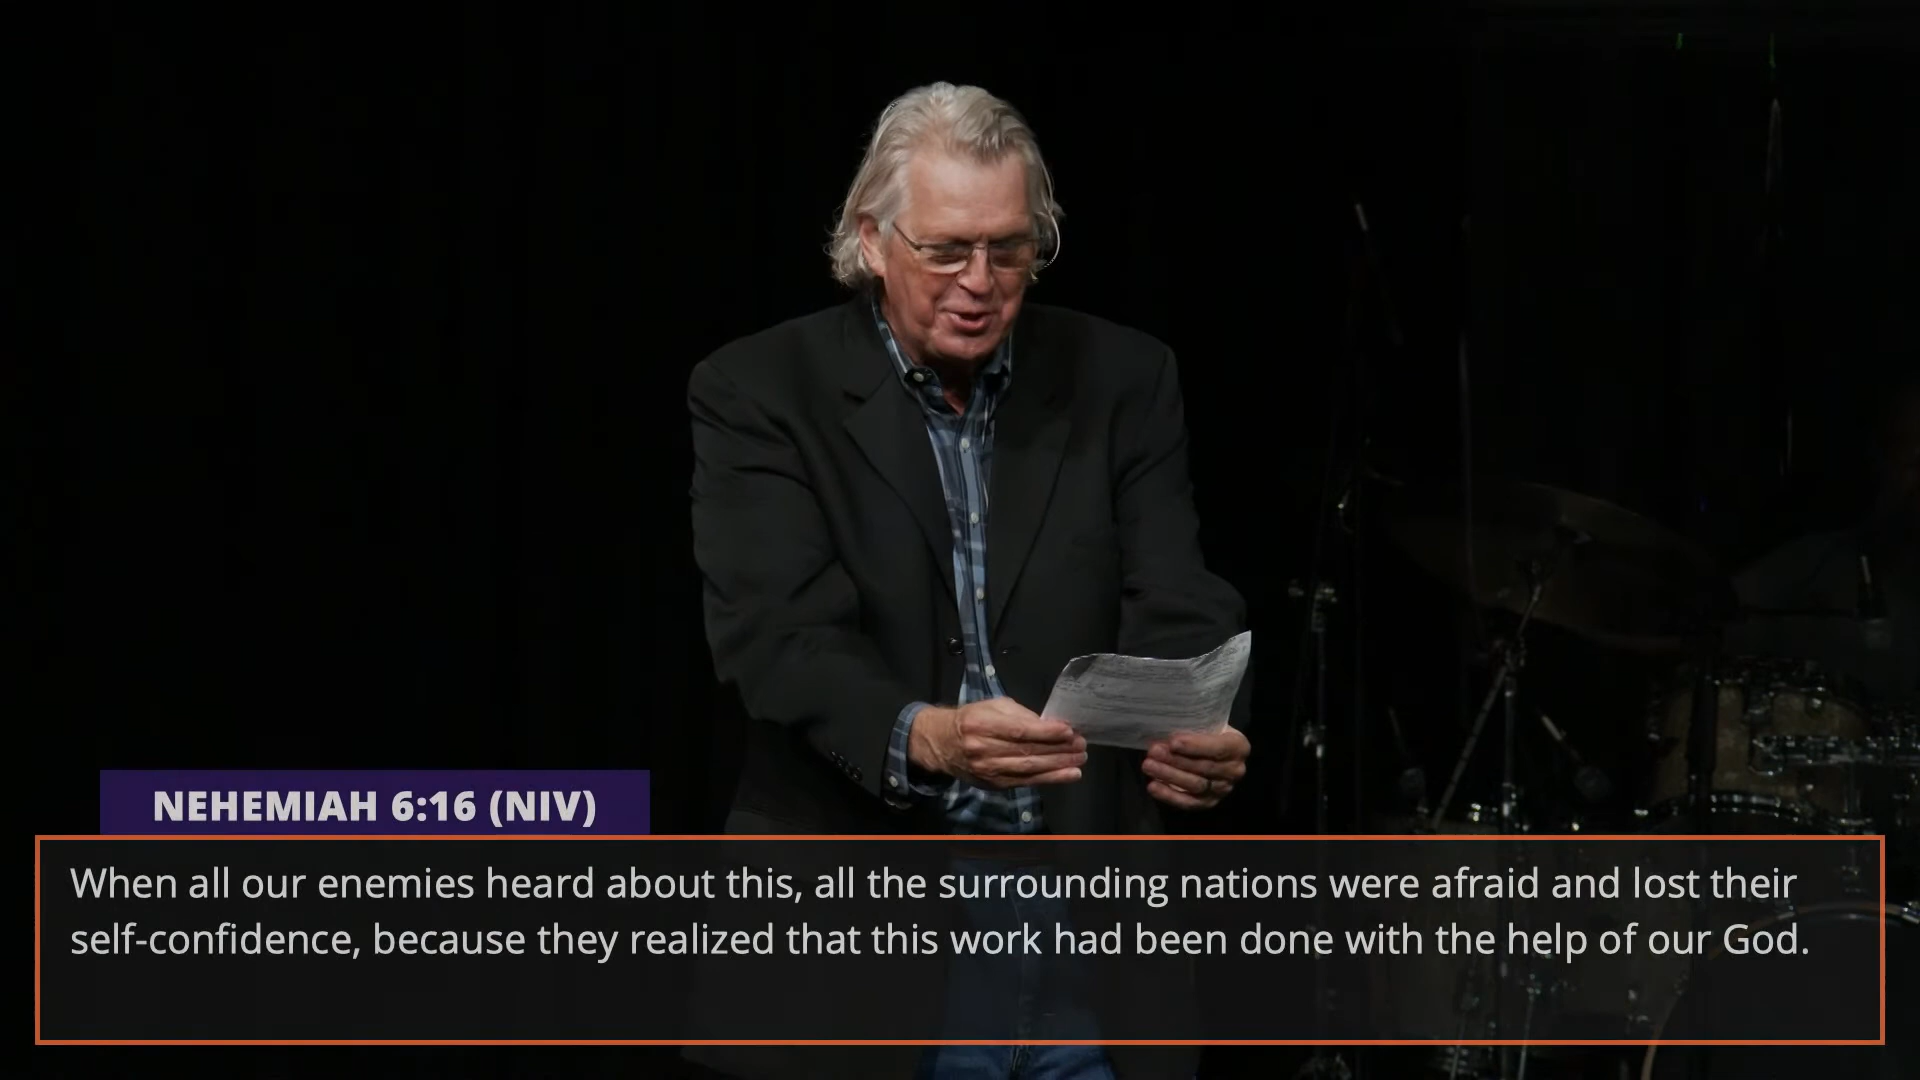 NEHEMIAH 6:16 (NIV)
When all our enemies heard about this, all the surrounding nations were afraid and lost their
self-confidence, because they realized that this work had been done with the help of our God.